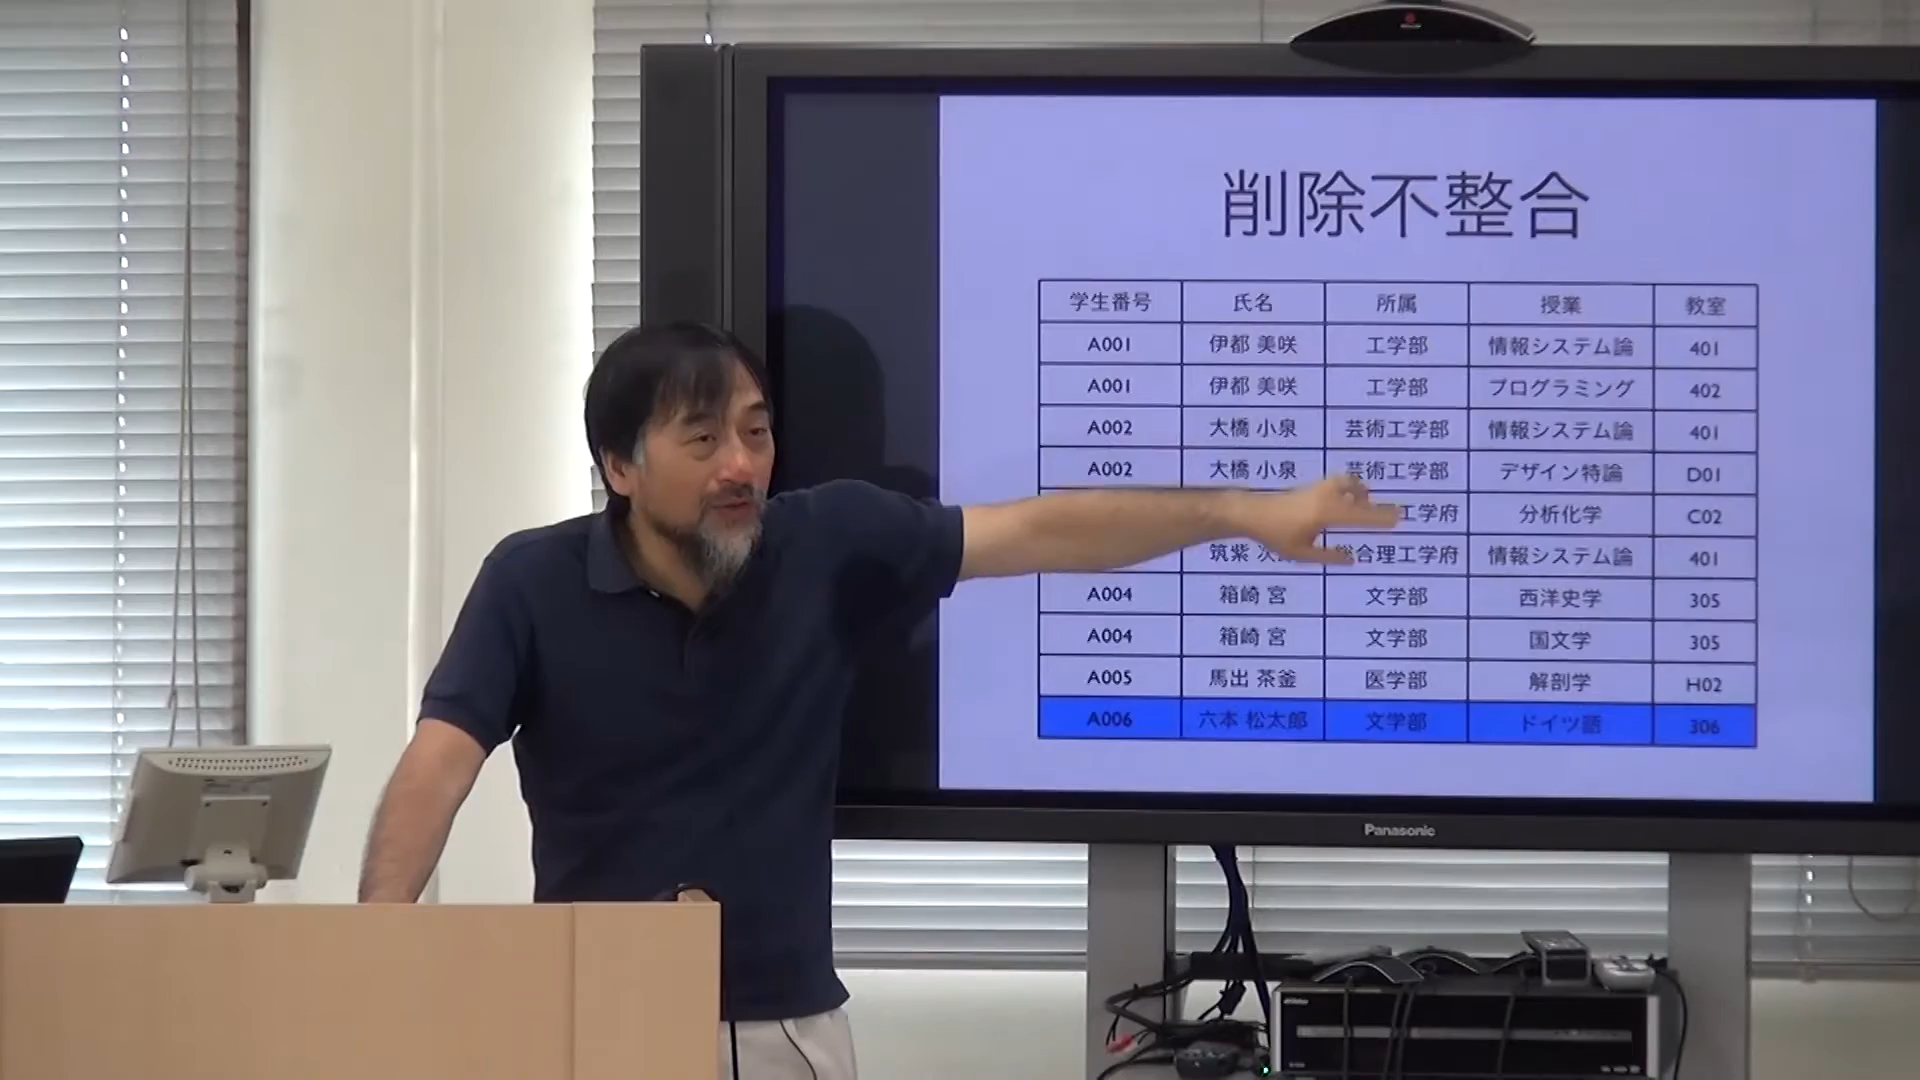 削除不整合
学生番号 氏名 所属 授業 教室
A001 伊都 美咲 工学部 情報システム論 401
A001 伊都 美咲 工学部 プログラミング 402
A002 大橋 小泉 芸術工学部 情報システム論 401
A002 大橋 小泉 芸術工学部 デザイン特論 D01
工学府 分析化学 C02
筑紫 次 総合理工学府 情報システム論 401
A004 箱崎 宮 文学部 西洋史学 305
A004 箱崎 宮 文学部 国文学 305
A005 馬出 茶釜 医学部 解剖学 H02
A006 六本 松太郎 文学部 ドイツ語 306
Panasonic